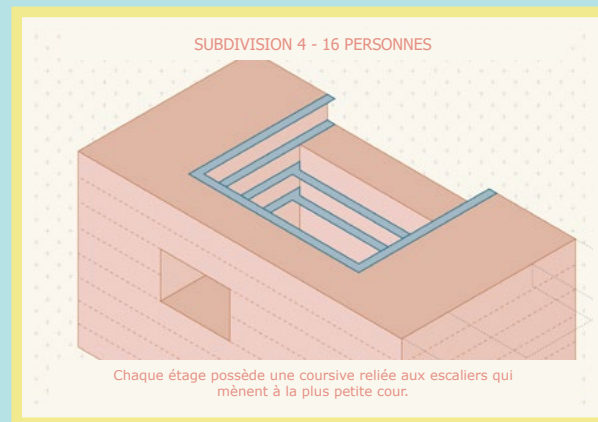 SUBDIVISION 4 - 16 PERSONNES
Chaque étage possède une coursive reliée aux escaliers qui
mènent à la plus petite cour.